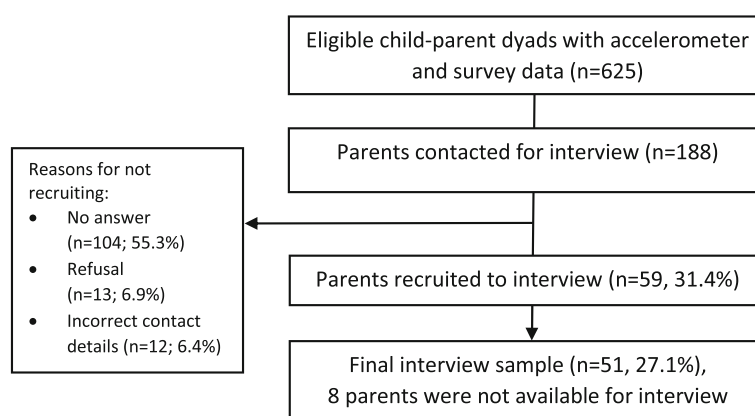 Eligible child-parent dyads with accelerometer
and survey data (n=625)
Parents contacted for interview (n=188)
Reasons for not
recruiting:
• No answer
(n=104; 55.3%)
• Refusal
(n=13; 6.9%)
• Incorrect contact
details (n=12; 6.4%)
Parents recruited to interview (n=59, 31.4%)
Final interview sample (n=51, 27.1%),
8 parents were not available for interview